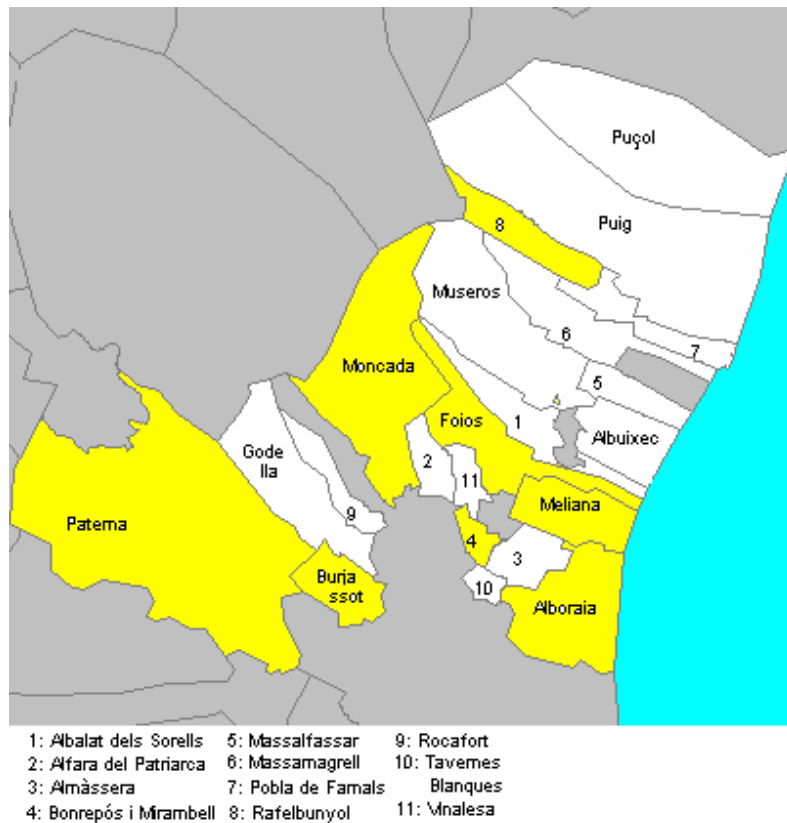 Puçol
Puig
8
Museros
6
7
Moncada
5
1
Foios
Albuixec
Gode
lla
2
11
Meliana
9
Paterna
4
3
Burja
ssot
10
Alboraia
1: Albalat dels Sorells
2: Alfara del Patriarca
3: Almàssera
4: Bonrepós i Mirambell
5: Massalfassar
6: Massamagrell
7: Pobla de Farnals
8: Rafelbunyol
9: Rocafort
10: Tavernes
Blanques
11: Vinalesa